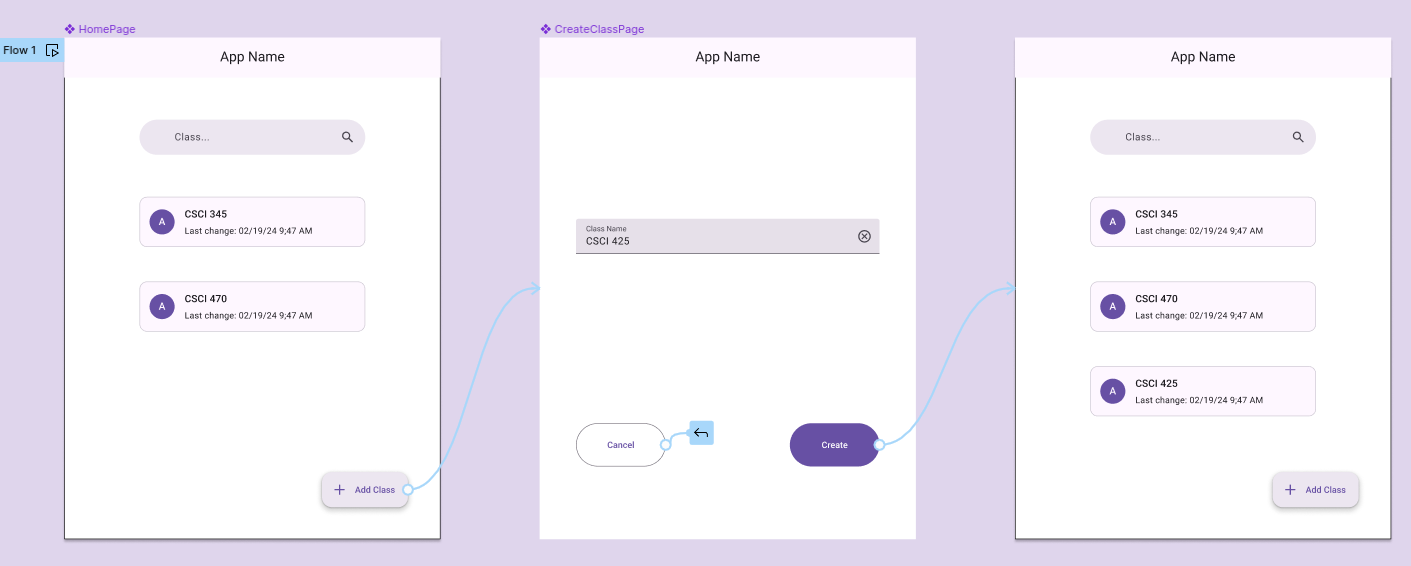 HomePage
CreateClassPage
Flow 1
App Name
Class...
A
CSCI 345
Last change: 02/19/24 9;47 AM
A
CSCI 470
Last change: 02/19/24 9;47 AM
+ Add Class
App Name
Class Name
CSCI 425
Cancel
Create
App Name
Class...
A
CSCI 345
Last change: 02/19/24 9;47 AM
A
CSCI 470
Last change: 02/19/24 9;47 AM
A
CSCI 425
Last change: 02/19/24 9;47 AM
+ Add Class